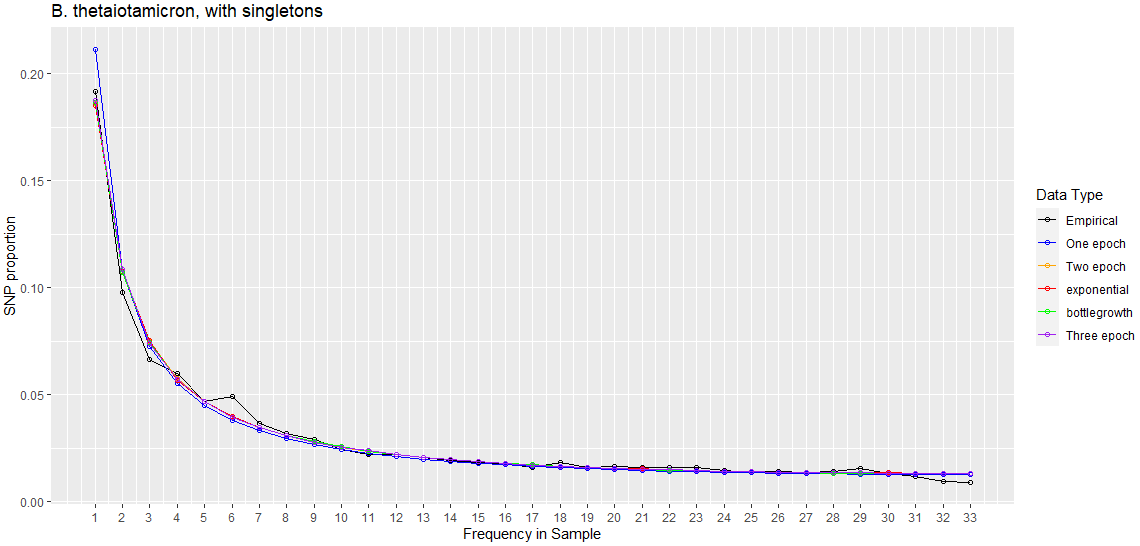 B. thetaiotamicron, with singletons
SNP proportion
0.20
0.15
0.10
0.05
0.00
1 2 3 4 5 6 7 8 9 10 11 12 13 14 15 16 17 18 19 20 21 22 23 24 25 26 27 28 29 30 31 32 33
Frequency in Sample
Data Type
Empirical
One epoch
Two epoch
exponential
bottlegrowth
Three epoch